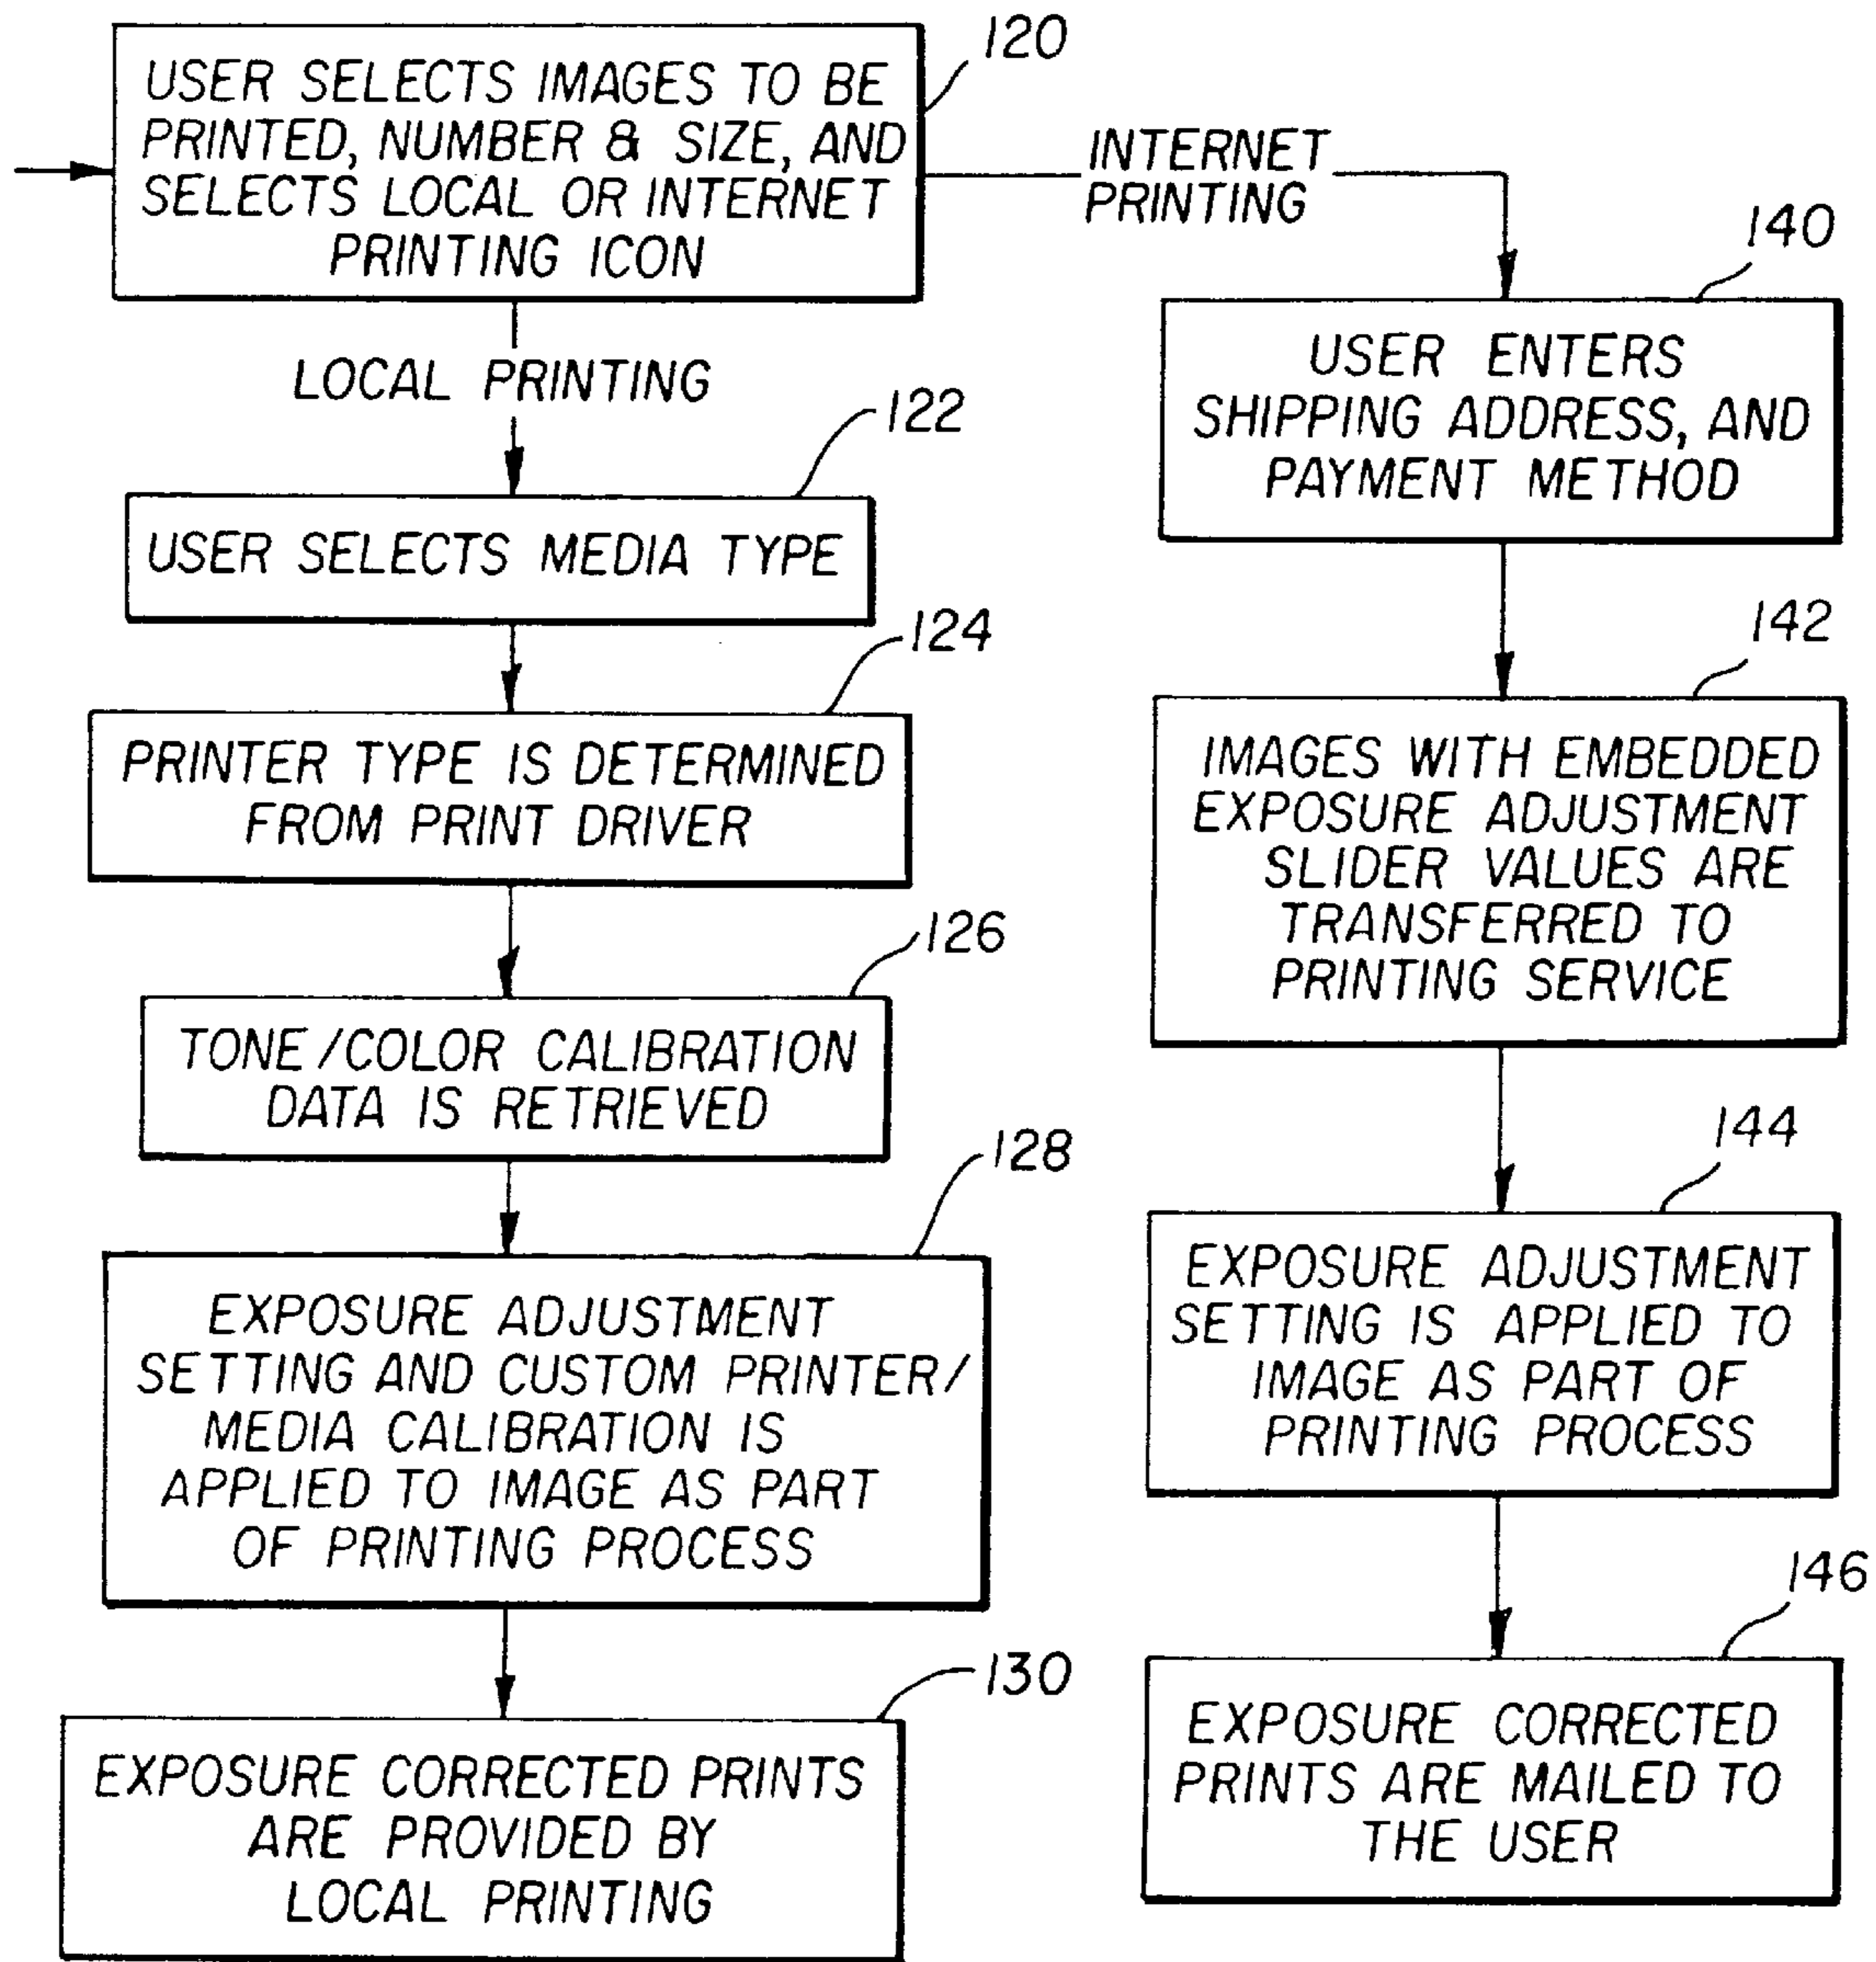 120
USER SELECTS IMAGES TO BE
PRINTED, NUMBER & SIZE, AND
SELECTS LOCAL OR INTERNET
PRINTING ICON
INTERNET
PRINTING
LOCAL PRINTING
122
USER SELECTS MEDIA TYPE
124
PRINTER TYPE IS DETERMINED
FROM PRINT DRIVER
126
TONE/COLOR CALIBRATION
DATA IS RETRIEVED
128
EXPOSURE ADJUSTMENT
SETTING AND CUSTOM PRINTER/
MEDIA CALIBRATION IS
APPLIED TO IMAGE AS PART
OF PRINTING PROCESS
130
EXPOSURE CORRECTED PRINTS
ARE PROVIDED BY
LOCAL PRINTING
140
USER ENTERS
SHIPPING ADDRESS, AND
PAYMENT METHOD
142
IMAGES WITH EMBEDDED
EXPOSURE ADJUSTMENT
SLIDER VALUES ARE
TRANSFERRED TO
PRINTING SERVICE
144
EXPOSURE ADJUSTMENT
SETTING IS APPLIED TO
IMAGE AS PART OF
PRINTING PROCESS
146
EXPOSURE CORRECTED
PRINTS ARE MAILED TO
THE USER